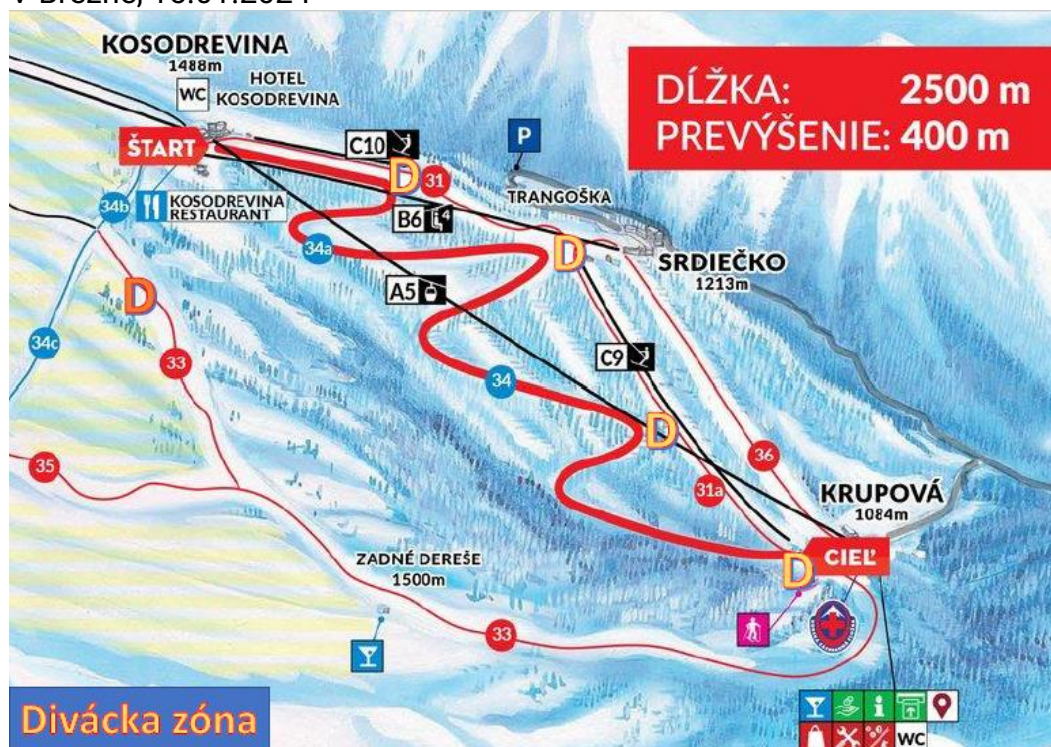 KOSODREVINA
1488m
WC
HOTEL
KOSODREVINA
DĹŽKA: 2500 m
PREVÝŠENIE: 400 m
ŠTART
C10
D
31
P
TRANGOŠKA
34b
KOSODREVINA
RESTAURANT
B6
4
34a
D
SRDIEČKO
1213m
A5
D
34c
33
C9
34
D
35
36
31a
KRUPOVÁ
1084m
CIEĽ
D
ZADNÉ DEREŠE
1500m
33
Divácka zóna
i
%
WC